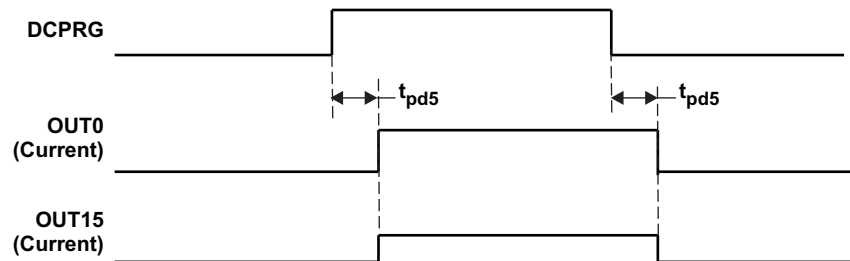 DCPRG
t_pd5
t_pd5
OUT0
(Current)
OUT15
(Current)